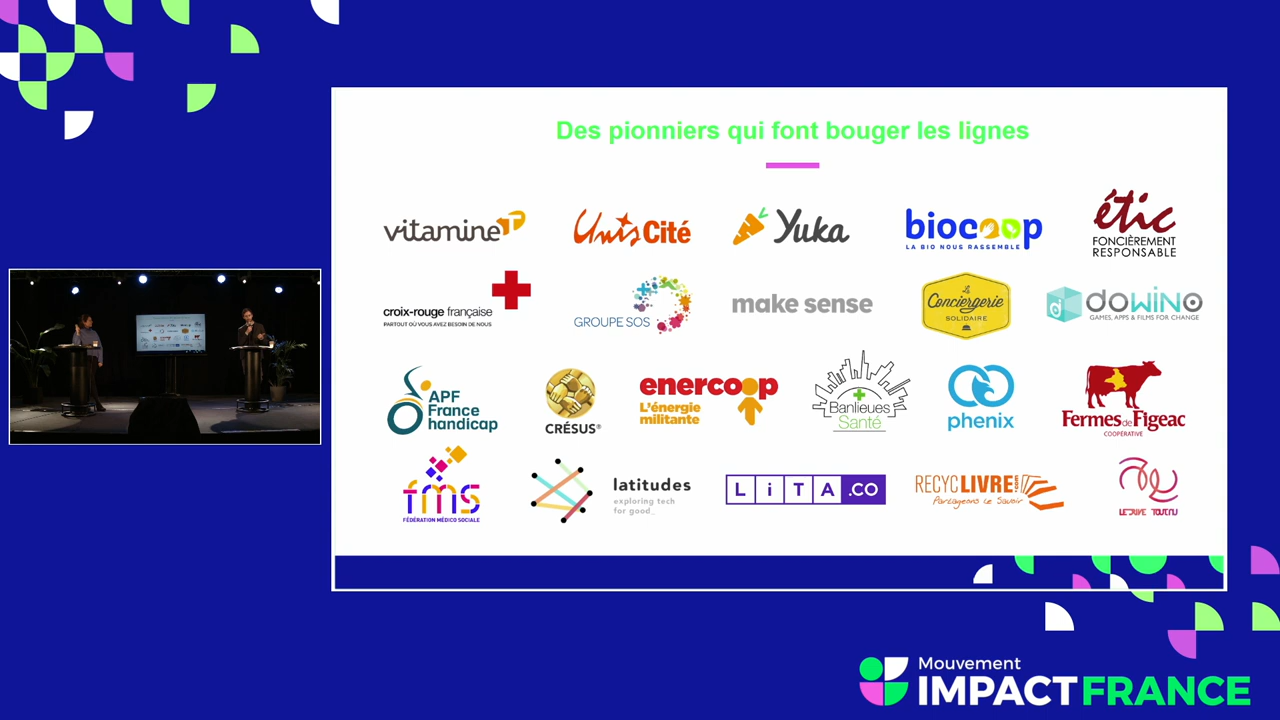 Des pionniers qui font bouger les lignes
vitamine T
Unis Cité
Yuka
biocoop
LA BIO NOUS RASSEMBLE
étic
FONCIÈREMENT
RESPONSABLE
croix-rouge française
PARTOUT OÙ VOUS AVEZ BESOIN DE NOUS
GROUPE SOS
make sense
La
Conciergerie
SOLIDAIRE
dowino
GAMES, APPS & FILMS FOR CHANGE
APF
France
handicap
CRÉSUS®
enercoop
L'énergie
militante
Banlieues
Santé
phenix
Fermes de Figeac
COOPÉRATIVE
fms
FÉDÉRATION MÉDICO SOCIALE
latitudes
exploring tech
for good_
LiTA.CO
RECYCLIVRE.com
Partageons Le Savoir
Mouvement
IMPACT FRANCE